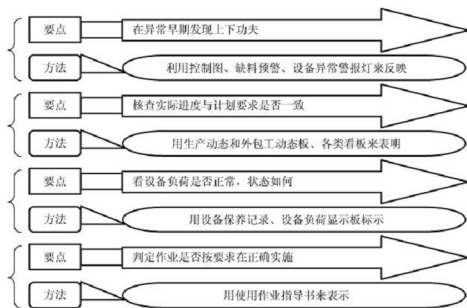 要点 在异常早期发现上下功夫
方法 利用控制图、缺料预警、设备异常警报灯来反映
要点 核查实际进度与计划要求是否一致
方法 用生产动态和外包工动态板、各类看板来表明
要点 看设备负荷是否正常，状态如何
方法 用设备保养记录、设备负荷显示板标示
要点 判定作业是否按要求在正确实施
方法 用使用作业指导书来表示